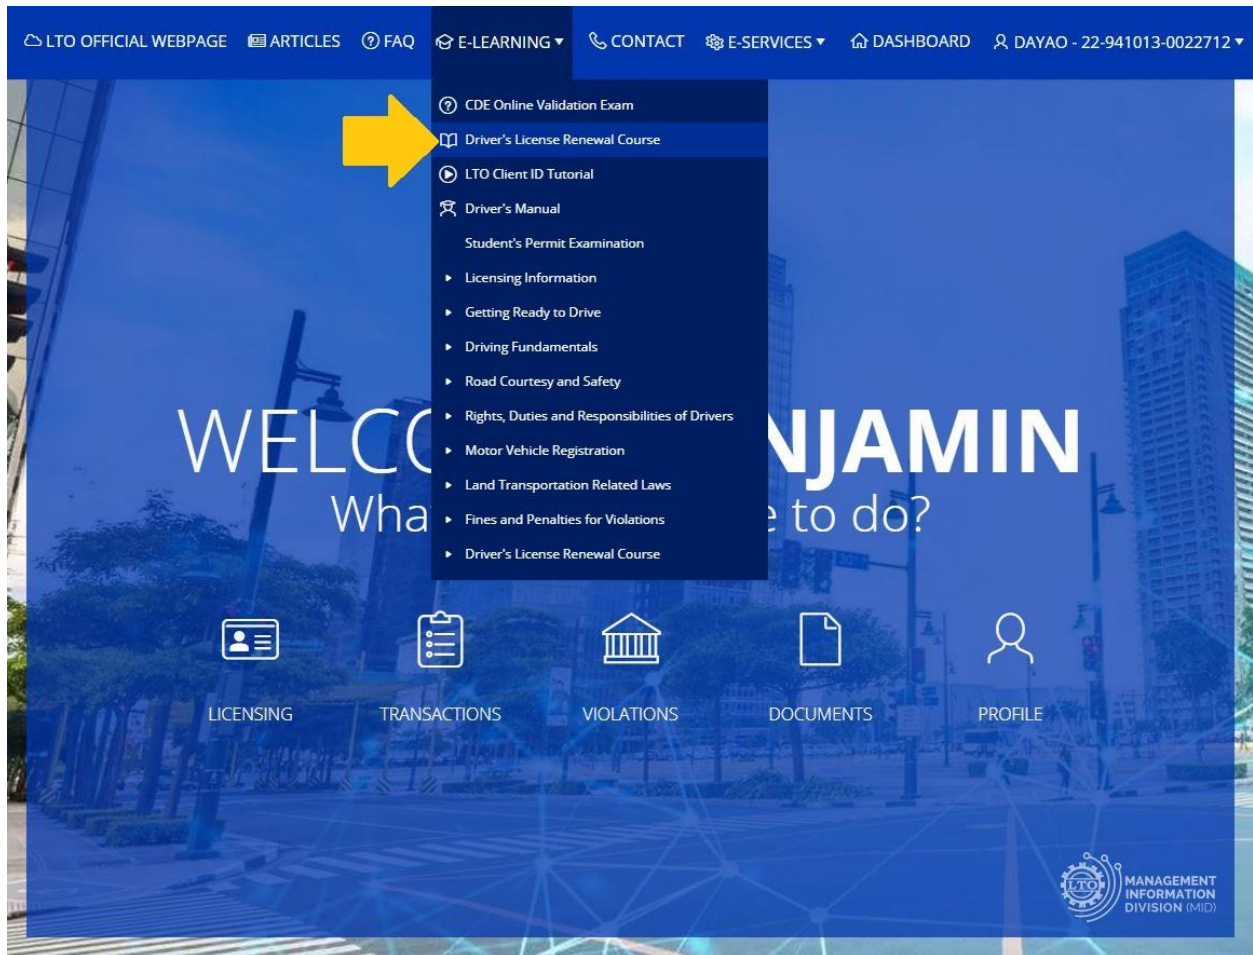 LTO OFFICIAL WEBPAGE ARTICLES FAQ E-LEARNING CONTACT E-SERVICES DASHBOARD DAYAO - 22-941013-0022712
CDE Online Validation Exam
Driver's License Renewal Course
LTO Client ID Tutorial
Driver's Manual
Student's Permit Examination
Licensing Information
Getting Ready to Drive
Driving Fundamentals
Road Courtesy and Safety
Rights, Duties and Responsibilities of Drivers
Motor Vehicle Registration
Land Transportation Related Laws
Fines and Penalties for Violations
Driver's License Renewal Course
WELCO NJAMIN
Wha e to do?
LICENSING TRANSACTIONS VIOLATIONS DOCUMENTS PROFILE
LTO
MANAGEMENT
INFORMATION
DIVISION (MID)